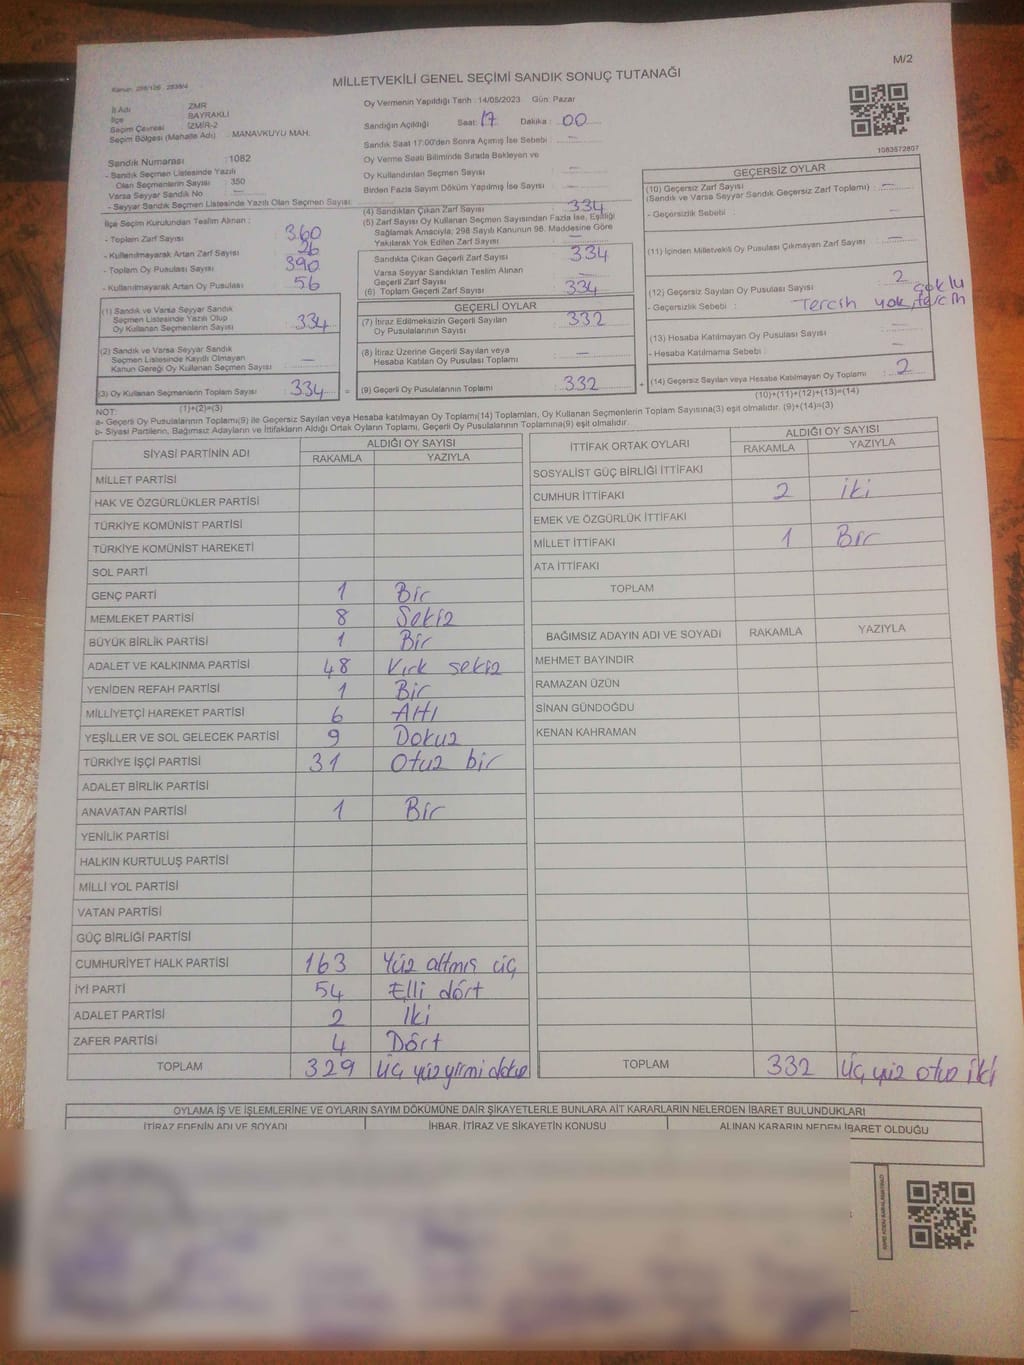 M/2
MİLLETVEKİLİ GENEL SEÇİMİ SANDIK SONUÇ TUTANAĞI
İl Adı : ZMR
İlçe : BAYRAKLI
Seçim Çevresi : İZMİR-2
Seçim Bölgesi (Mahalle Adı) : MANAVKUYU MAH.
Sandık Numarası : 1082
- Sandık Seçmen Listesinde Yazılı
Olan Seçmenlerin Sayısı : 350
Varsa Seyyar Sandık No
- Seyyar Sandık Seçmen Listesinde Yazılı Olan Seçmen Sayısı:
Oy Vermenin Yapıldığı Tarih : 14/05/2023 Gün: Pazar
Sandığın Açıldığı Saat: 17 Dakika: 00
Sandık Saat 17:00'den Sonra Açılmış İse Sebebi :
Oy Verme Saati Bitiminde Sırada Bekleyen ve
Oy Kullandırılan Seçmen Sayısı :
Birden Fazla Sayım Döküm Yapılmış İse Sayısı :
1083572807
İlçe Seçim Kurulundan Teslim Alınan :
- Toplam Zarf Sayısı : 360
- Kullanılmayarak Artan Zarf Sayısı : 26
- Toplam Oy Pusulası Sayısı : 390
- Kullanılmayarak Artan Oy Pusulası : 56
(1) Sandık ve Varsa Seyyar Sandık
Seçmen Listesinde Yazılı Olup
Oy Kullanan Seçmenlerin Sayısı : 334
(2) Sandık ve Varsa Seyyar Sandık
Seçmen Listesinde Kayıtlı Olmayan
Kanun Gereği Oy Kullanan Seçmen Sayısı : —
(3) Oy Kullanan Seçmenlerin Toplam Sayısı : 334 =
(1)+(2)=(3)
(4) Sandıktan Çıkan Zarf Sayısı : 334
(5) Zarf Sayısı Oy Kullanan Seçmen Sayısından Fazla İse, Eşitliği
Sağlamak Amacıyla; 298 Sayılı Kanunun 98. Maddesine Göre
Yakılarak Yok Edilen Zarf Sayısı : —
Sandıkta Çıkan Geçerli Zarf Sayısı : 334
Varsa Seyyar Sandıktan Teslim Alınan
Geçerli Zarf Sayısı : —
(6) Toplam Geçerli Zarf Sayısı : 334
GEÇERLİ OYLAR
(7) İtiraz Edilmeksizin Geçerli Sayılan
Oy Pusulalarının Sayısı : 332
(8) İtiraz Üzerine Geçerli Sayılan veya
Hesaba Katılan Oy Pusulası Toplamı : —
(9) Geçerli Oy Pusulalarının Toplamı : 332 +
GEÇERSİZ OYLAR
(10) Geçersiz Zarf Sayısı : —
(Sandık ve Varsa Seyyar Sandık Geçersiz Zarf Toplamı)
- Geçersizlik Sebebi : —
(11) İçinden Milletvekili Oy Pusulası Çıkmayan Zarf Sayısı : —
(12) Geçersiz Sayılan Oy Pusulası Sayısı : 2 çoklu
- Geçersizlik Sebebi : Tercih yok, tercih
(13) Hesaba Katılmayan Oy Pusulası Sayısı : —
- Hesaba Katılmama Sebebi : —
(14) Geçersiz Sayılan veya Hesaba Katılmayan Oy Toplamı : 2
(10)+(11)+(12)+(13)=(14)
NOT:
a- Geçerli Oy Pusulalarının Toplamı(9) ile Geçersiz Sayılan veya Hesaba katılmayan Oy Toplamı(14) Toplamları, Oy Kullanan Seçmenlerin Toplam Sayısına(3) eşit olmalıdır. (9)+(14)=(3)
b- Siyasi Partilerin, Bağımsız Adayların ve İttifakların Aldığı Ortak Oyların Toplamı, Geçerli Oy Pusulalarının Toplamına(9) eşit olmalıdır.
SİYASİ PARTİNİN ADI ALDIĞI OY SAYISI
RAKAMLA YAZIYLA
MİLLET PARTİSİ
HAK VE ÖZGÜRLÜKLER PARTİSİ
TÜRKİYE KOMÜNİST PARTİSİ
TÜRKİYE KOMÜNİST HAREKETİ
SOL PARTİ
GENÇ PARTİ 1 Bir
MEMLEKET PARTİSİ 8 Sekiz
BÜYÜK BİRLİK PARTİSİ 1 Bir
ADALET VE KALKINMA PARTİSİ 48 Kırk sekiz
YENİDEN REFAH PARTİSİ 1 Bir
MİLLİYETÇİ HAREKET PARTİSİ 6 Altı
YEŞİLLER VE SOL GELECEK PARTİSİ 9 Dokuz
TÜRKİYE İŞÇİ PARTİSİ 31 Otuz bir
ADALET BİRLİK PARTİSİ
ANAVATAN PARTİSİ 1 Bir
YENİLİK PARTİSİ
HALKIN KURTULUŞ PARTİSİ
MİLLİ YOL PARTİSİ
VATAN PARTİSİ
GÜÇ BİRLİĞİ PARTİSİ
CUMHURİYET HALK PARTİSİ 163 Yüz altmış üç
İYİ PARTİ 54 Elli dört
ADALET PARTİSİ 2 İki
ZAFER PARTİSİ 4 Dört
TOPLAM 329 Üç yüz yirmi dokuz
İTTİFAK ORTAK OYLARI ALDIĞI OY SAYISI
RAKAMLA YAZIYLA
SOSYALİST GÜÇ BİRLİĞİ İTTİFAKI
CUMHUR İTTİFAKI 2 iki
EMEK VE ÖZGÜRLÜK İTTİFAKI
MİLLET İTTİFAKI 1 Bir
ATA İTTİFAKI
TOPLAM
BAĞIMSIZ ADAYIN ADI VE SOYADI RAKAMLA YAZIYLA
MEHMET BAYINDIR
RAMAZAN ÜZÜN
SİNAN GÜNDOĞDU
KENAN KAHRAMAN
TOPLAM 332 Üç yüz otuz iki
OYLAMA İŞ VE İŞLEMLERİNE VE OYLARIN SAYIM DÖKÜMÜNE DAİR ŞİKAYETLERLE BUNLARA AİT KARARLARIN NELERDEN İBARET BULUNDUKLARI
İTİRAZ EDENİN ADI VE SOYADI İHBAR, İTİRAZ VE ŞİKAYETİN KONUSU ALINAN KARARIN NEDEN İBARET OLDUĞU